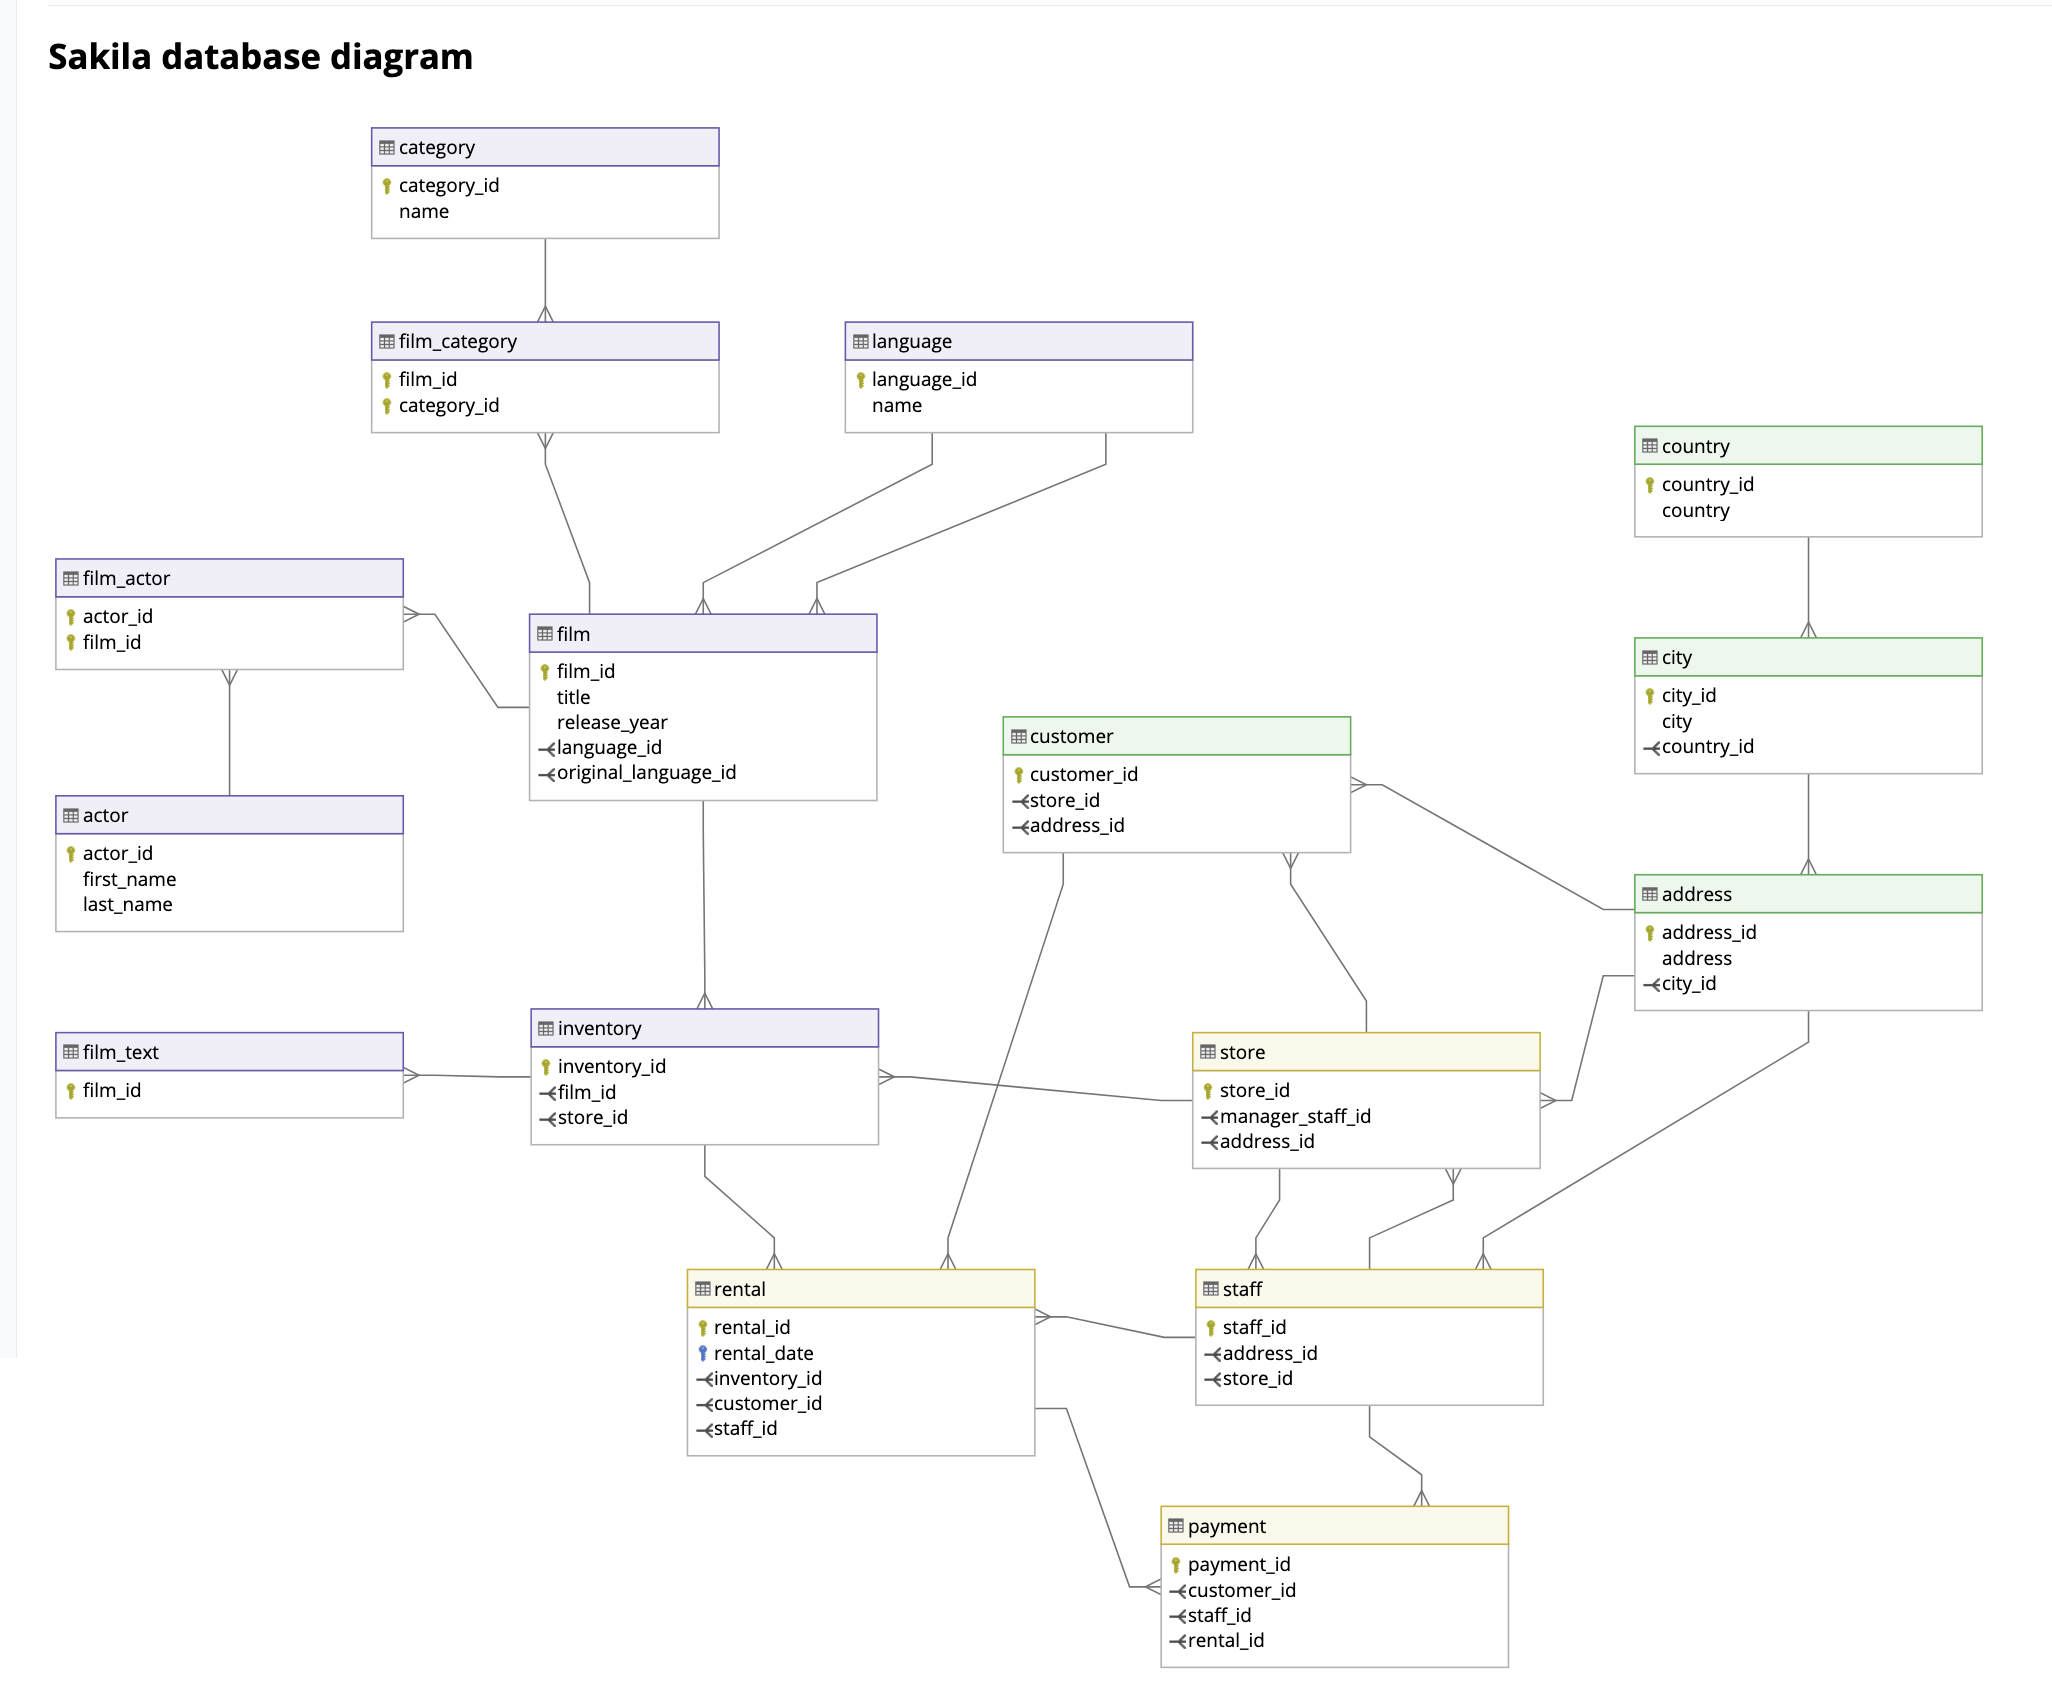 Sakila database diagram
category
category_id
name
film_category
film_id
category_id
language
language_id
name
country
country_id
country
film_actor
actor_id
film_id
film
film_id
title
release_year
language_id
original_language_id
city
city_id
city
country_id
customer
customer_id
store_id
address_id
actor
actor_id
first_name
last_name
address
address_id
address
city_id
film_text
film_id
inventory
inventory_id
film_id
store_id
store
store_id
manager_staff_id
address_id
rental
rental_id
rental_date
inventory_id
customer_id
staff_id
staff
staff_id
address_id
store_id
payment
payment_id
customer_id
staff_id
rental_id